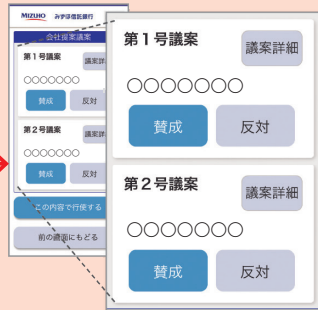 MIZUHO みずほ信託銀行
会社提案議案
第1号議案
議案詳
○○○○○○○
賛成 反対
第2号議案
議案詳
○○○○○○○
賛成 反対
この内容で行使する
前の画面にもどる
第1号議案
議案詳細
○○○○○○○
賛成 反対
第2号議案
議案詳細
○○○○○○○
賛成 反対